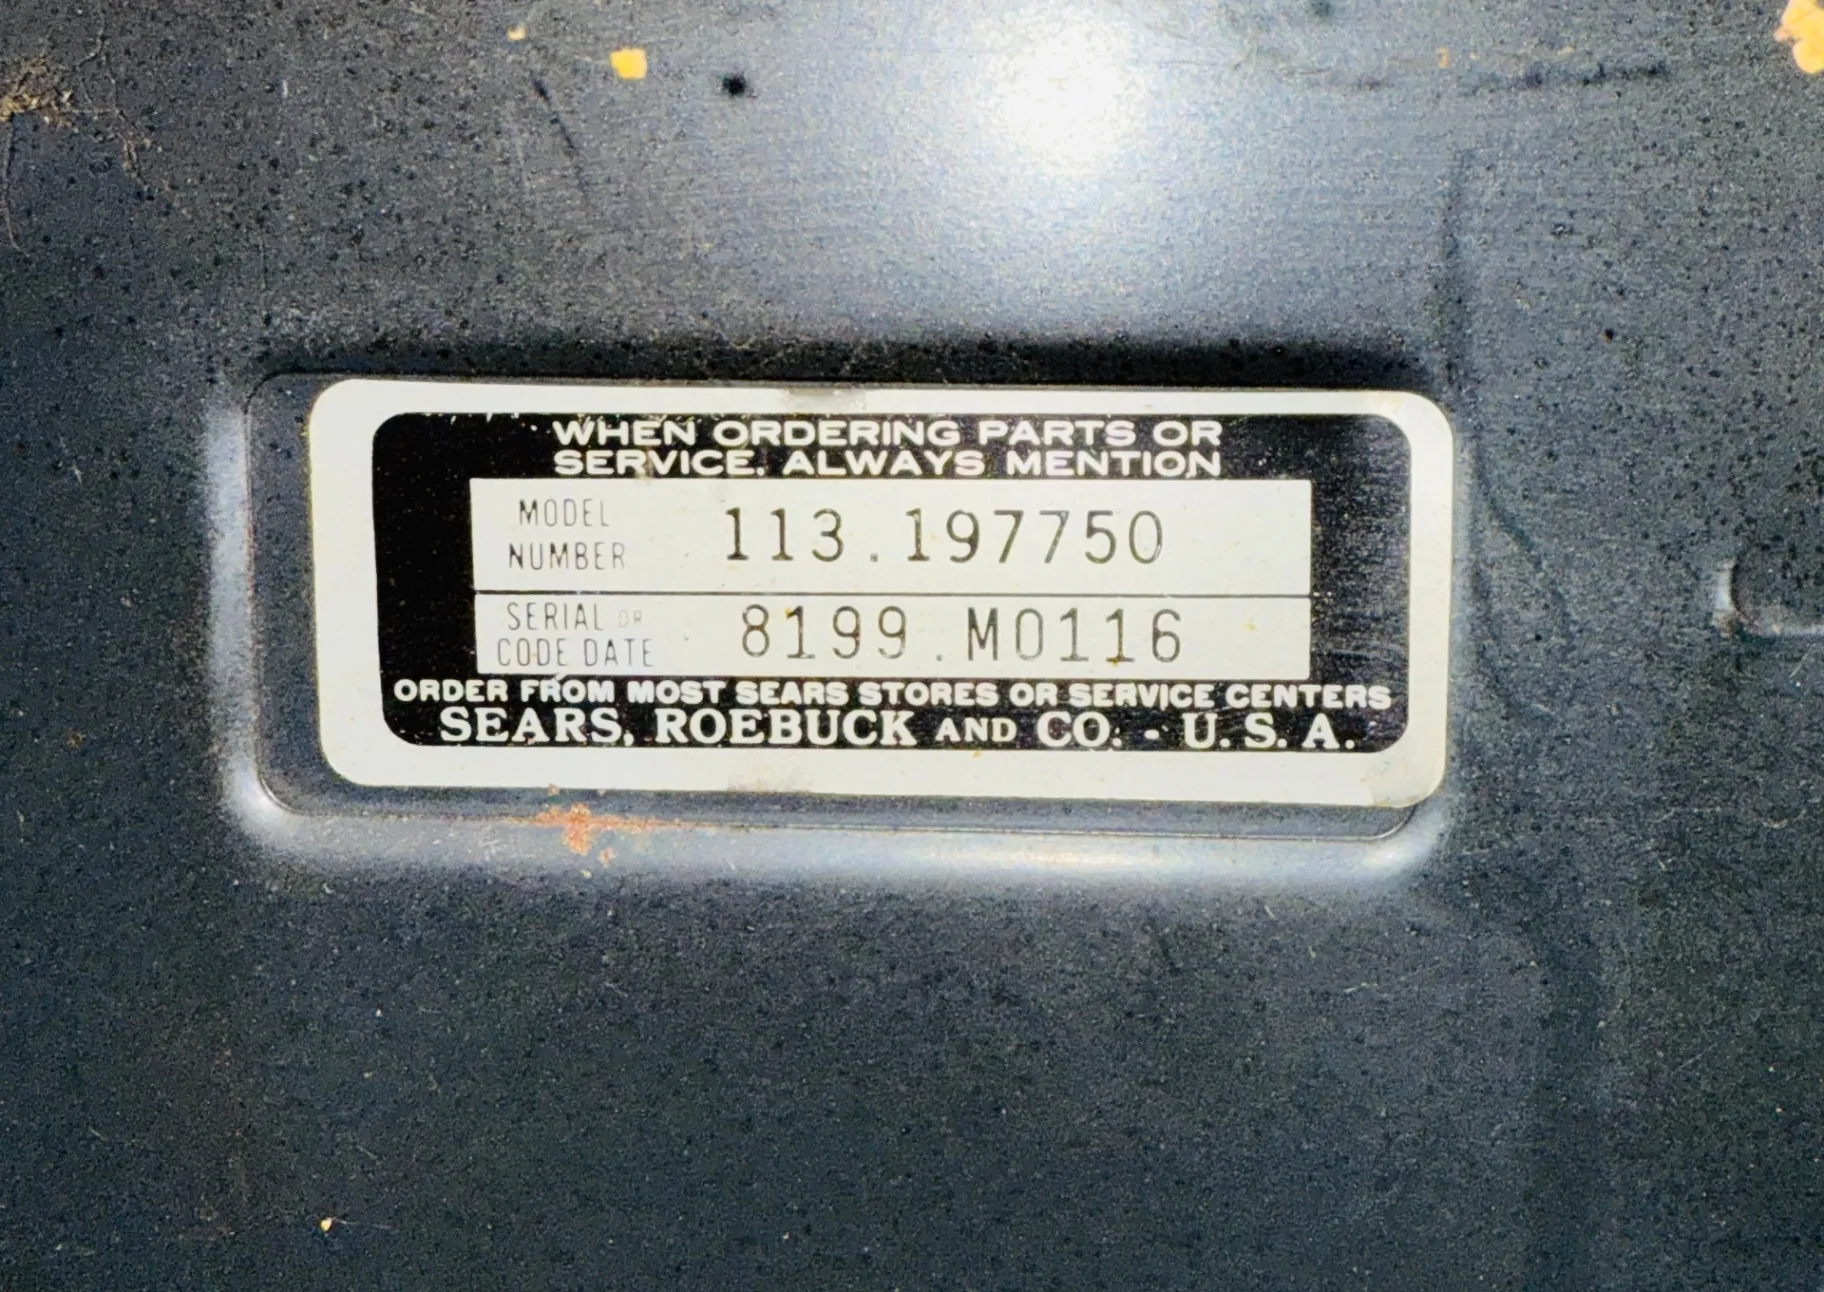 WHEN ORDERING PARTS OR
SERVICE, ALWAYS MENTION
MODEL
NUMBER
113.197750
SERIAL OR
CODE DATE
8199.M0116
ORDER FROM MOST SEARS STORES OR SERVICE CENTERS
SEARS, ROEBUCK AND CO. - U.S.A.